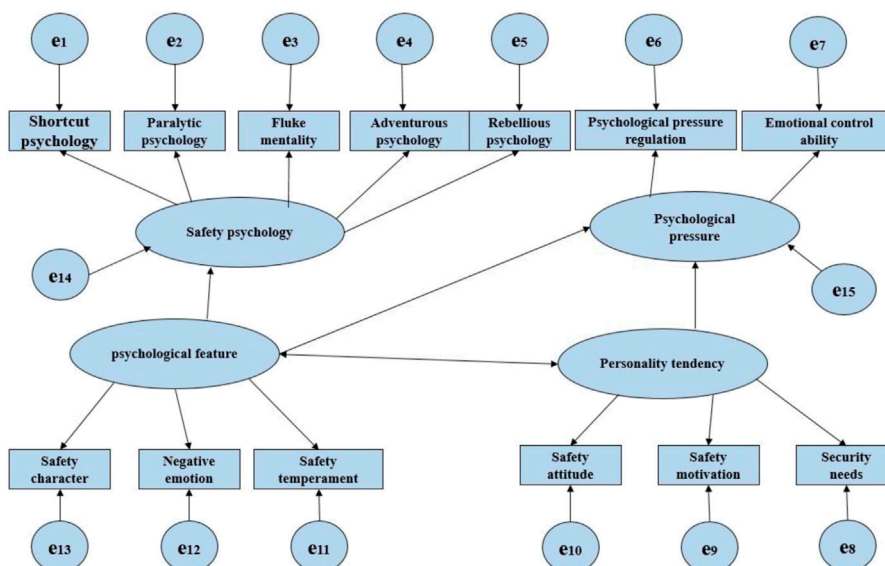 e1
e2
e3
e4
e5
e6
e7
Shortcut
psychology
Paralytic
psychology
Fluke
mentality
Adventurous
psychology
Rebellious
psychology
Psychological pressure
regulation
Emotional control
ability
Safety psychology
Psychological
pressure
e14
e15
psychological feature
Personality tendency
Safety
character
Negative
emotion
Safety
temperament
Safety
attitude
Safety
motivation
Security
needs
e13
e12
e11
e10
e9
e8